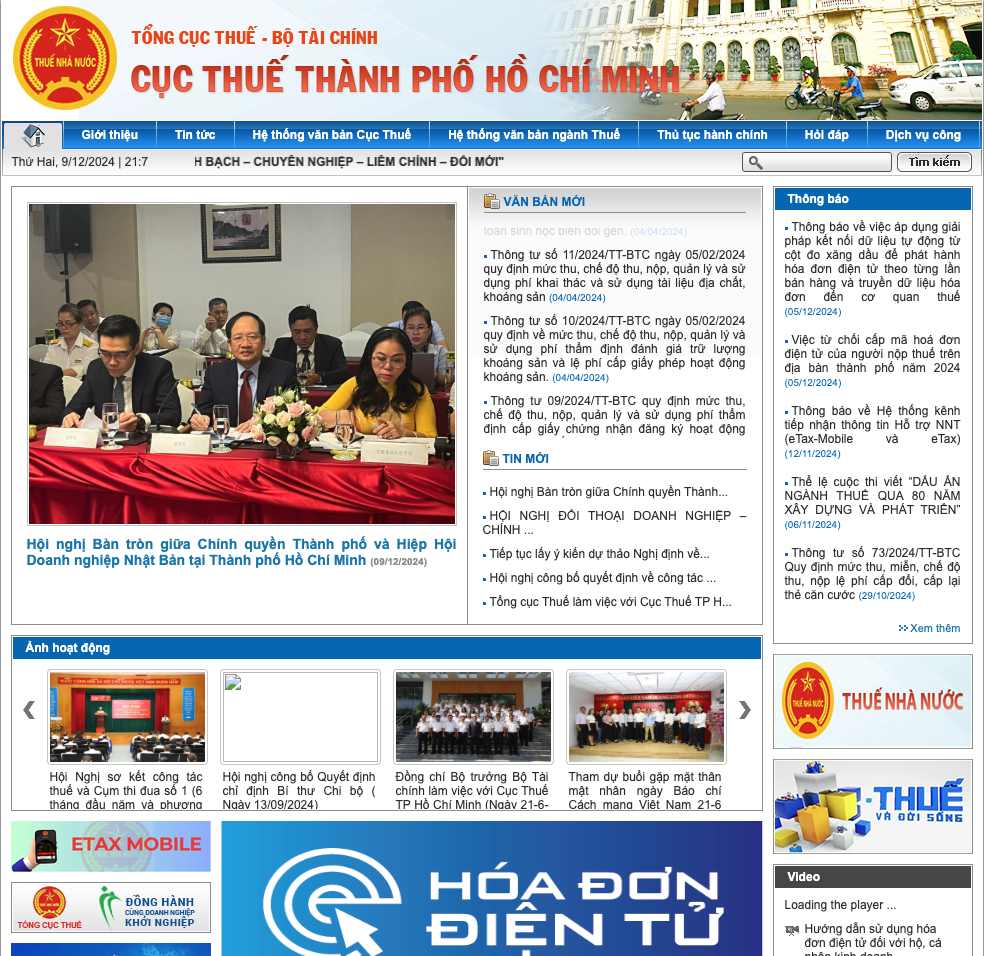 THUẾ NHÀ NƯỚC
TỔNG CỤC THUẾ - BỘ TÀI CHÍNH
CỤC THUẾ THÀNH PHỐ HỒ CHÍ MINH
Giới thiệu
Tin tức
Hệ thống văn bản Cục Thuế
Hệ thống văn bản ngành Thuế
Thủ tục hành chính
Hỏi đáp
Dịch vụ công
Thứ Hai, 9/12/2024 | 21:7
H BẠCH – CHUYÊN NGHIỆP – LIÊM CHÍNH – ĐỔI MỚI"
Tìm kiếm
Hội nghị Bàn tròn giữa Chính quyền Thành phố và Hiệp Hội
Doanh nghiệp Nhật Bản tại Thành phố Hồ Chí Minh (09/12/2024)
VĂN BẢN MỚI
toàn sinh học biến đổi gen. (04/04/2024)
Thông tư số 11/2024/TT-BTC ngày 05/02/2024
quy định mức thu, chế độ thu, nộp, quản lý và sử
dụng phí khai thác và sử dụng tài liệu địa chất,
khoáng sản (04/04/2024)
Thông tư số 10/2024/TT-BTC ngày 05/02/2024
quy định về mức thu, chế độ thu, nộp, quản lý và
sử dụng phí thẩm định đánh giá trữ lượng
khoáng sản và lệ phí cấp giấy phép hoạt động
khoáng sản. (04/04/2024)
Thông tư 09/2024/TT-BTC quy định mức thu,
chế độ thu, nộp, quản lý và sử dụng phí thẩm
định cấp giấy chứng nhận đăng ký hoạt động
TIN MỚI
Hội nghị Bàn tròn giữa Chính quyền Thành...
HỘI NGHỊ ĐỐI THOẠI DOANH NGHIỆP –
CHÍNH ...
Tiếp tục lấy ý kiến dự thảo Nghị định về...
Hội nghị công bố quyết định về công tác ...
Tổng cục Thuế làm việc với Cục Thuế TP H...
Thông báo
Thông báo về việc áp dụng giải
pháp kết nối dữ liệu tự động từ
cột đo xăng dầu để phát hành
hóa đơn điện tử theo từng lần
bán hàng và truyền dữ liệu hóa
đơn đến cơ quan thuế
(05/12/2024)
Việc từ chối cấp mã hoá đơn
điện tử của người nộp thuế trên
địa bàn thành phố năm 2024
(05/12/2024)
Thông báo về Hệ thống kênh
tiếp nhận thông tin Hỗ trợ NNT
(eTax-Mobile và eTax)
(12/11/2024)
Thể lệ cuộc thi viết "DẤU ẤN
NGÀNH THUẾ QUA 80 NĂM
XÂY DỰNG VÀ PHÁT TRIỂN"
(06/11/2024)
Thông tư số 73/2024/TT-BTC
Quy định mức thu, miễn, chế độ
thu, nộp lệ phí cấp đổi, cấp lại
thẻ căn cước (29/10/2024)
Xem thêm
Ảnh hoạt động
Hội Nghị sơ kết công tác
thuế và Cụm thi đua số 1 (6
tháng đầu năm và phương
Hội nghị công bố Quyết định
chỉ định Bí thư Chi bộ (
Ngày 13/09/2024)
Đồng chí Bộ trưởng Bộ Tài
chính làm việc với Cục Thuế
TP Hồ Chí Minh (Ngày 21-6-
Tham dự buổi gặp mặt thân
mật nhân ngày Báo chí
Cách mạng Việt Nam 21-6
THUẾ NHÀ NƯỚC
THUẾ NHÀ NƯỚC
THUẾ
VÀ ĐỜI SỐNG
ETAX MOBILE
TỔNG CỤC THUẾ
ĐỒNG HÀNH
CÙNG DOANH NGHIỆP
KHỞI NGHIỆP
HÓA ĐƠN
ĐIỆN TỬ
Video
Loading the player ...
Hướng dẫn sử dụng hóa
đơn điện tử đối với hộ, cá
nhân kinh doanh